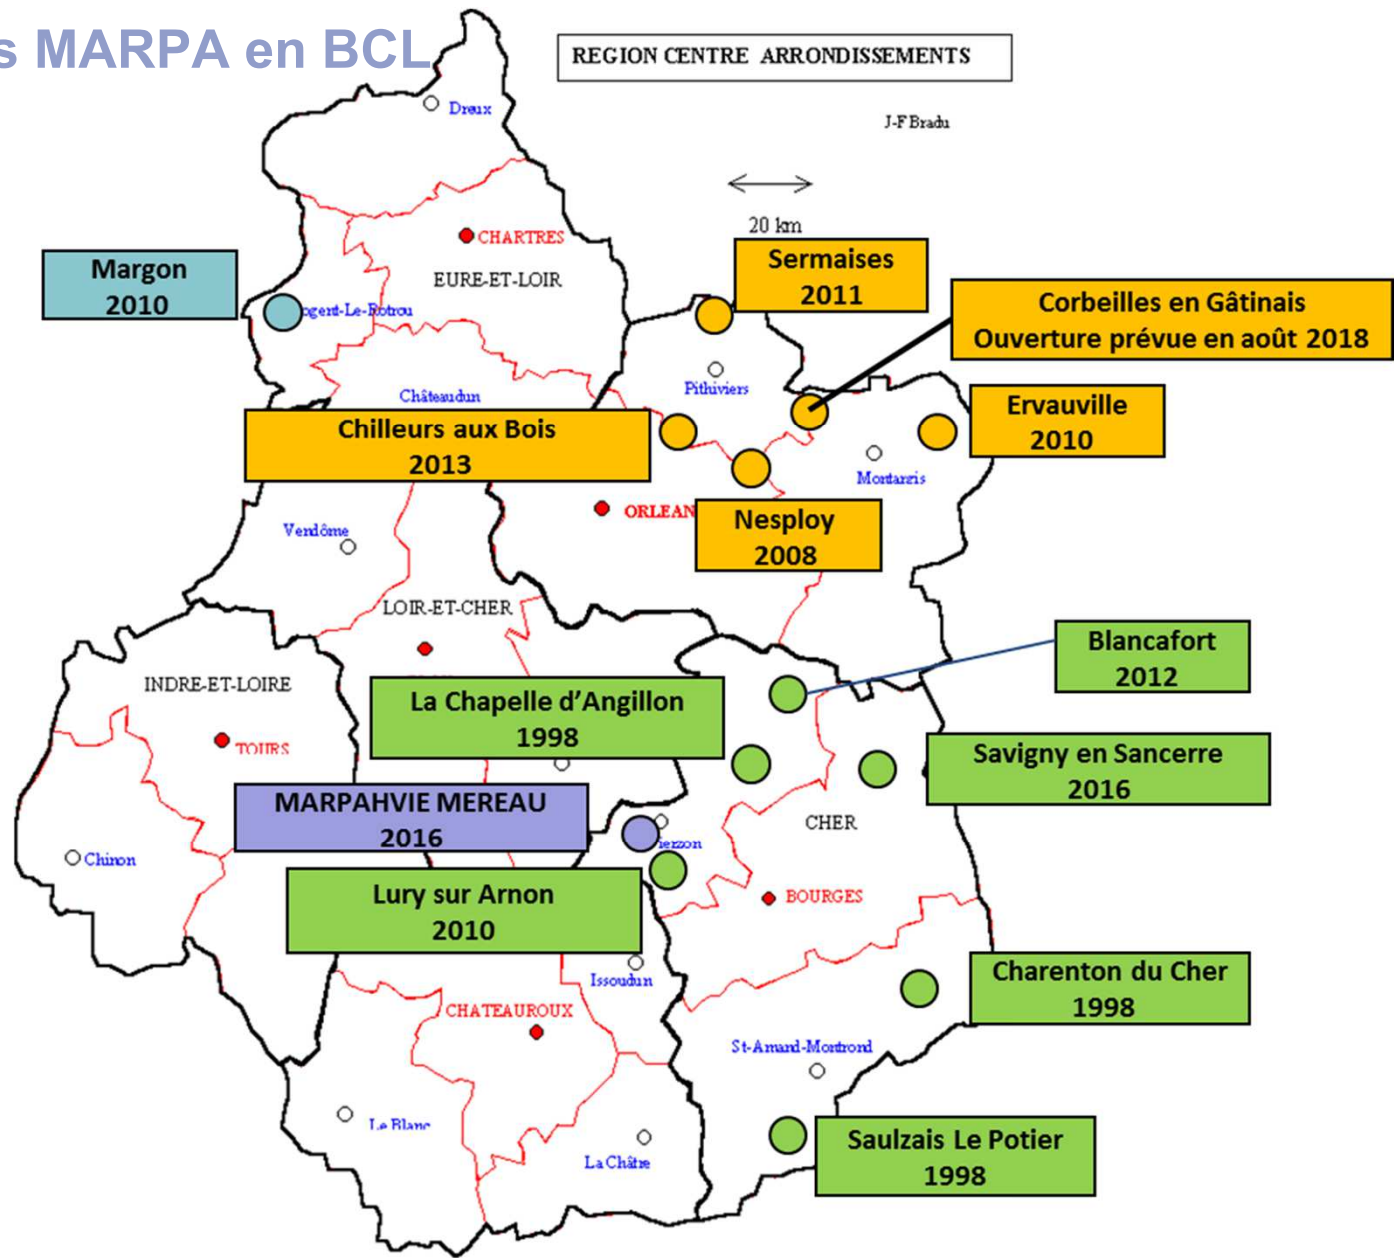 s MARPA en BCL
REGION CENTRE ARRONDISSEMENTS
J-F Bradu
Dreux
20 km
CHARTRES
EURE-ET-LOIR
Margon
2010
ogent-Le-Rotrou
Sermaises
2011
Corbeilles en Gâtinais
Ouverture prévue en août 2018
Pithiviers
Châteaudun
Ervauville
2010
Chilleurs aux Bois
2013
Montargis
ORLEAN
Nesploy
2008
Vendôme
LOIR-ET-CHER
Blancafort
2012
INDRE-ET-LOIRE
La Chapelle d’Angillon
1998
TOURS
Savigny en Sancerre
2016
MARPAHVIE MEREAU
2016
CHER
ierzon
Chinon
Lury sur Arnon
2010
BOURGES
Issoudun
Charenton du Cher
1998
CHATEAUROUX
St-Amand-Montrond
Le Blanc
La Châtre
Saulzais Le Potier
1998